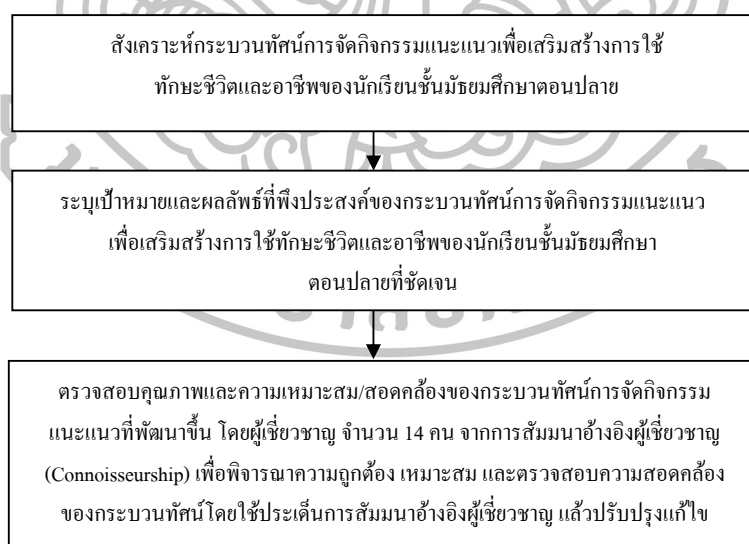 สังเคราะห์กระบวนทัศน์การจัดกิจกรรมแนะแนวเพื่อเสริมสร้างการใช้
ทักษะชีวิตและอาชีพของนักเรียนชั้นมัธยมศึกษาตอนปลาย
ระบุเป้าหมายและผลลัพธ์ที่พึงประสงค์ของกระบวนทัศน์การจัดกิจกรรมแนะแนว
เพื่อเสริมสร้างการใช้ทักษะชีวิตและอาชีพของนักเรียนชั้นมัธยมศึกษา
ตอนปลายที่ชัดเจน
ตรวจสอบคุณภาพและความเหมาะสม/สอดคล้องของกระบวนทัศน์การจัดกิจกรรม
แนะแนวที่พัฒนาขึ้น โดยผู้เชี่ยวชาญ จำนวน 14 คน จากการสัมมนาอ้างอิงผู้เชี่ยวชาญ
(Connoisseurship) เพื่อพิจารณาความถูกต้อง เหมาะสม และตรวจสอบความสอดคล้อง
ของกระบวนทัศน์โดยใช้ประเด็นการสัมมนาอ้างอิงผู้เชี่ยวชาญ แล้วปรับปรุงแก้ไข